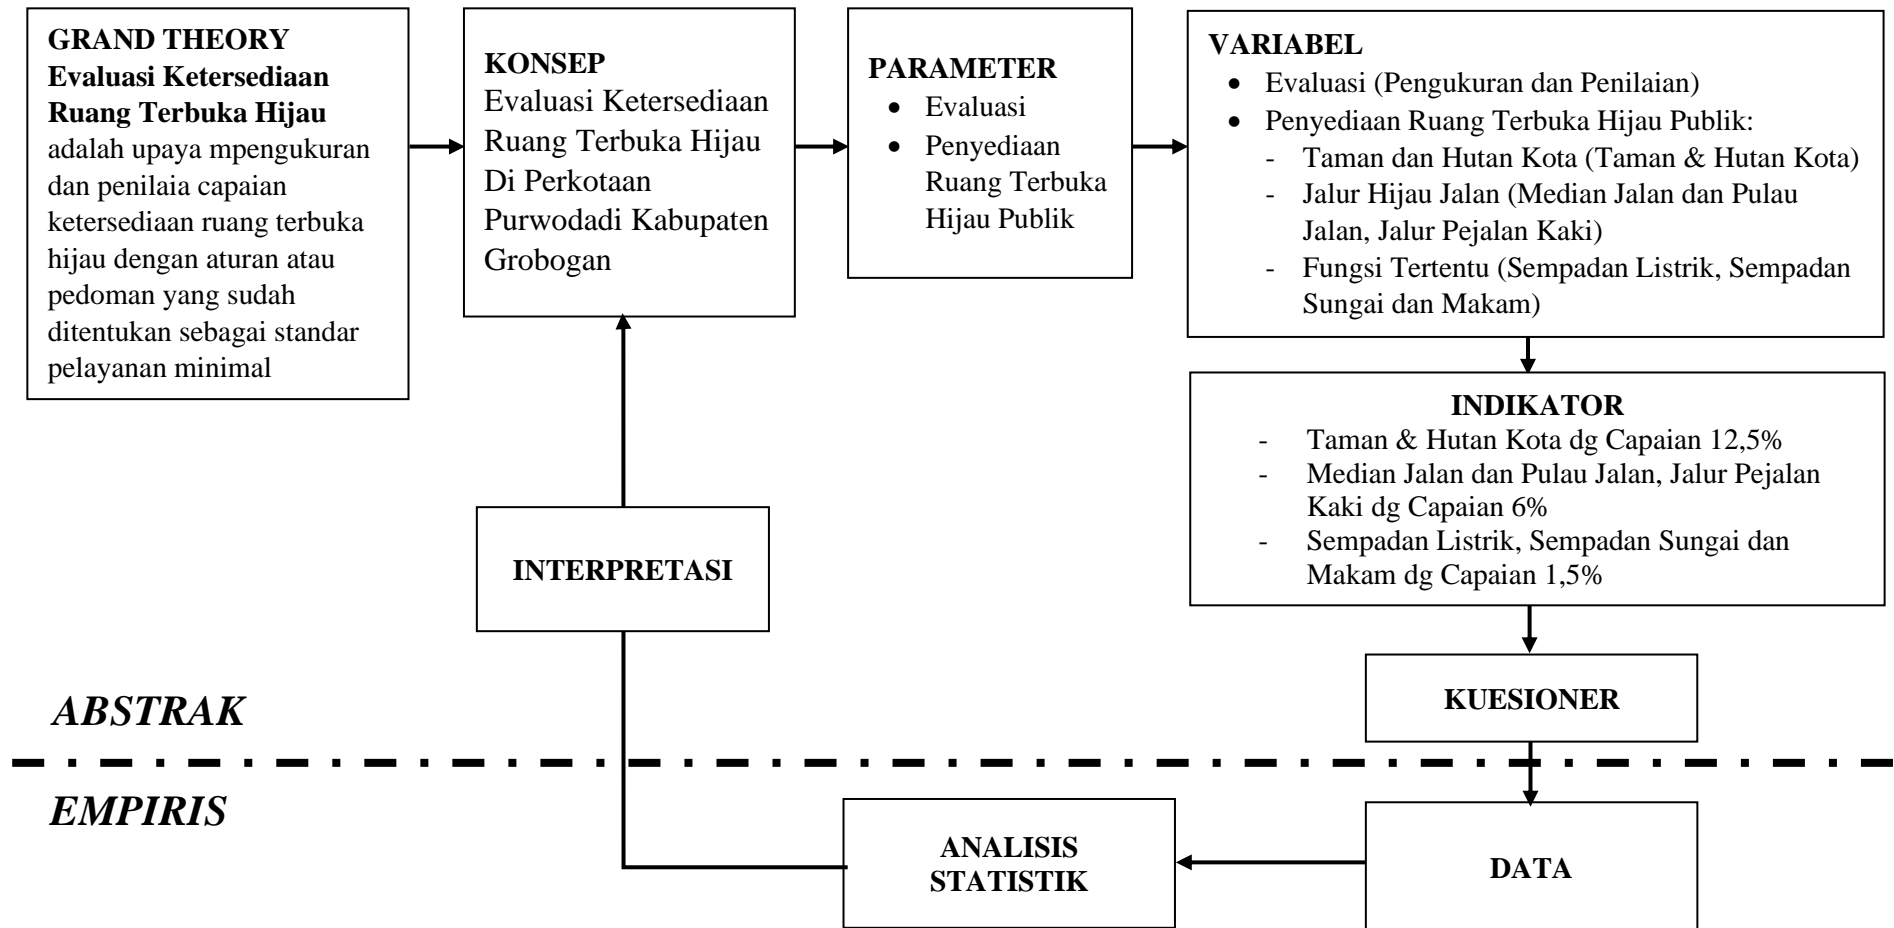 GRAND THEORY
Evaluasi Ketersediaan
Ruang Terbuka Hijau
adalah upaya mpengukuran
dan penilaia capaian
ketersediaan ruang terbuka
hijau dengan aturan atau
pedoman yang sudah
ditentukan sebagai standar
pelayanan minimal
KONSEP
Evaluasi Ketersediaan
Ruang Terbuka Hijau
Di Perkotaan
Purwodadi Kabupaten
Grobogan
PARAMETER
• Evaluasi
• Penyediaan
Ruang Terbuka
Hijau Publik
VARIABEL
• Evaluasi (Pengukuran dan Penilaian)
• Penyediaan Ruang Terbuka Hijau Publik:
- Taman dan Hutan Kota (Taman & Hutan Kota)
- Jalur Hijau Jalan (Median Jalan dan Pulau
Jalan, Jalur Pejalan Kaki)
- Fungsi Tertentu (Sempadan Listrik, Sempadan
Sungai dan Makam)
INDIKATOR
- Taman & Hutan Kota dg Capaian 12,5%
- Median Jalan dan Pulau Jalan, Jalur Pejalan
Kaki dg Capaian 6%
- Sempadan Listrik, Sempadan Sungai dan
Makam dg Capaian 1,5%
INTERPRETASI
KUESIONER
ABSTRAK
EMPIRIS
ANALISIS
STATISTIK
DATA